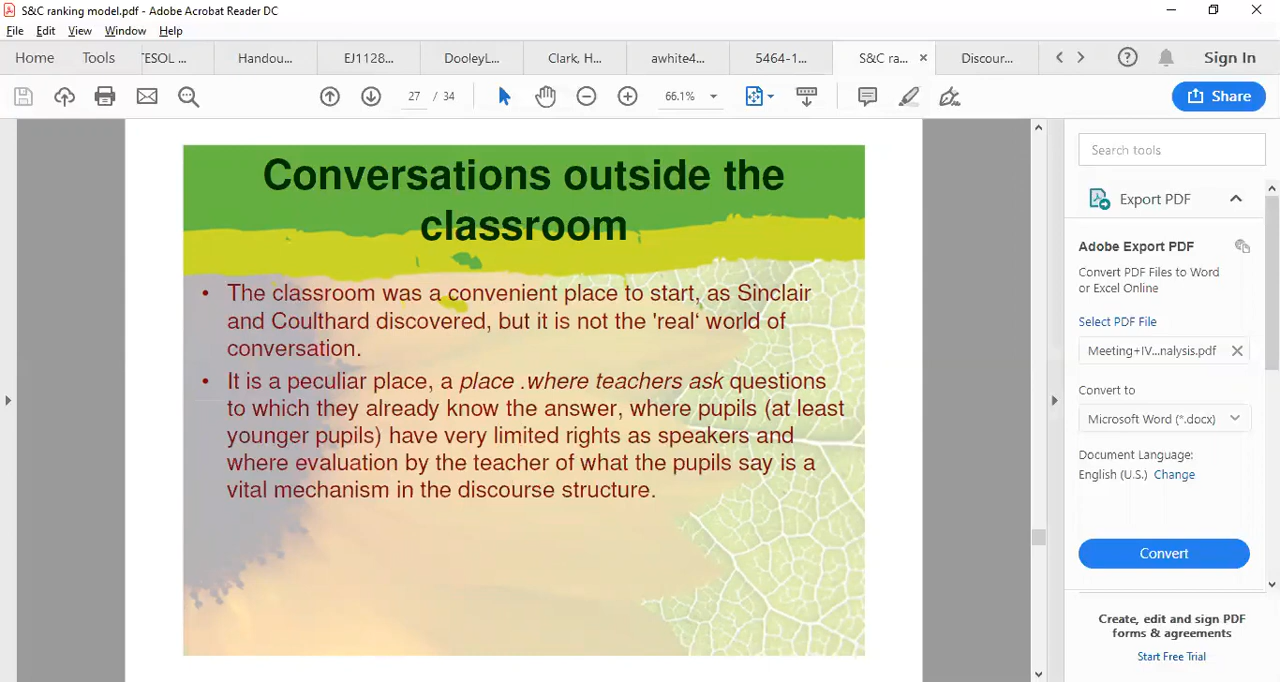 S&C ranking model.pdf - Adobe Acrobat Reader DC
File Edit View Window Help
Home Tools TESOL ... Handou... EJ1128... DooleyL... Clark, H... awhite4... 5464-1... S&C ra... Discour... Sign In
27 / 34 66.1% Share
Conversations outside the
classroom
• The classroom was a convenient place to start, as Sinclair
and Coulthard discovered, but it is not the 'real‘ world of
conversation.
• It is a peculiar place, a place .where teachers ask questions
to which they already know the answer, where pupils (at least
younger pupils) have very limited rights as speakers and
where evaluation by the teacher of what the pupils say is a
vital mechanism in the discourse structure.
Search tools
Export PDF
Adobe Export PDF
Convert PDF Files to Word
or Excel Online
Select PDF File
Meeting+IV...nalysis.pdf
Convert to
Microsoft Word (*.docx)
Document Language:
English (U.S.) Change
Convert
Create, edit and sign PDF
forms & agreements
Start Free Trial